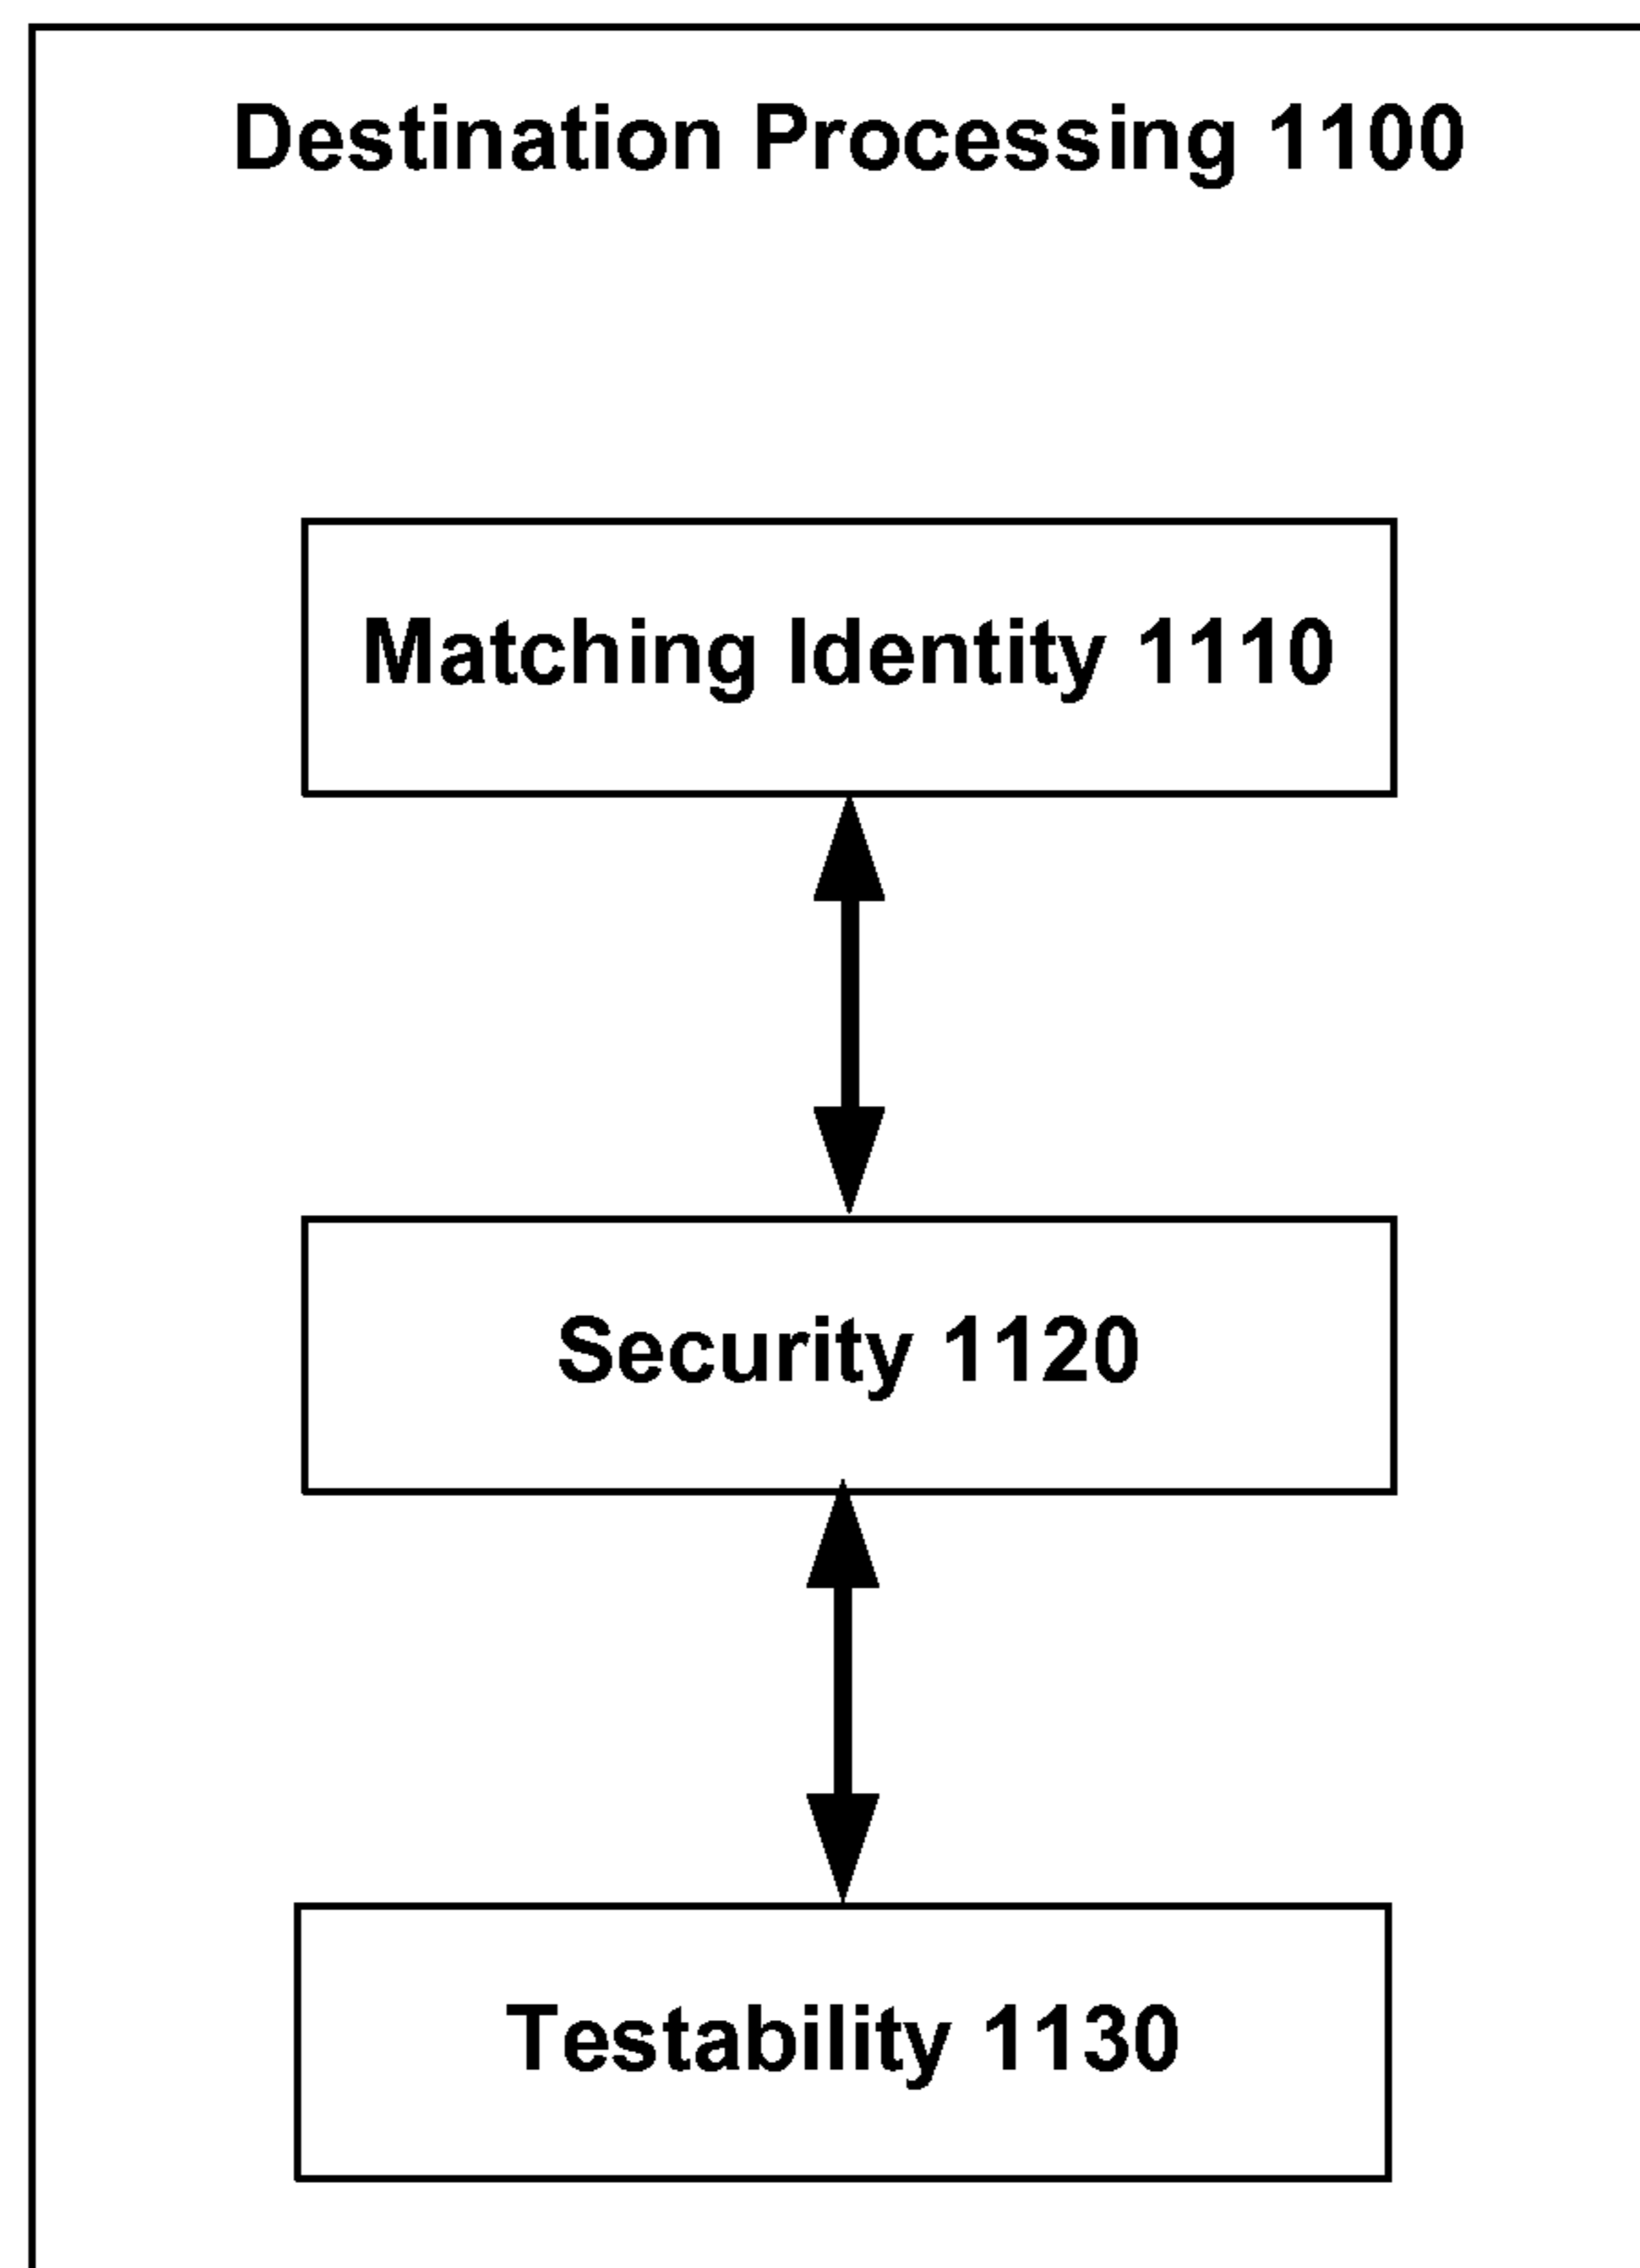 Destination Processing 1100
Matching Identity 1110
Security 1120
Testability 1130